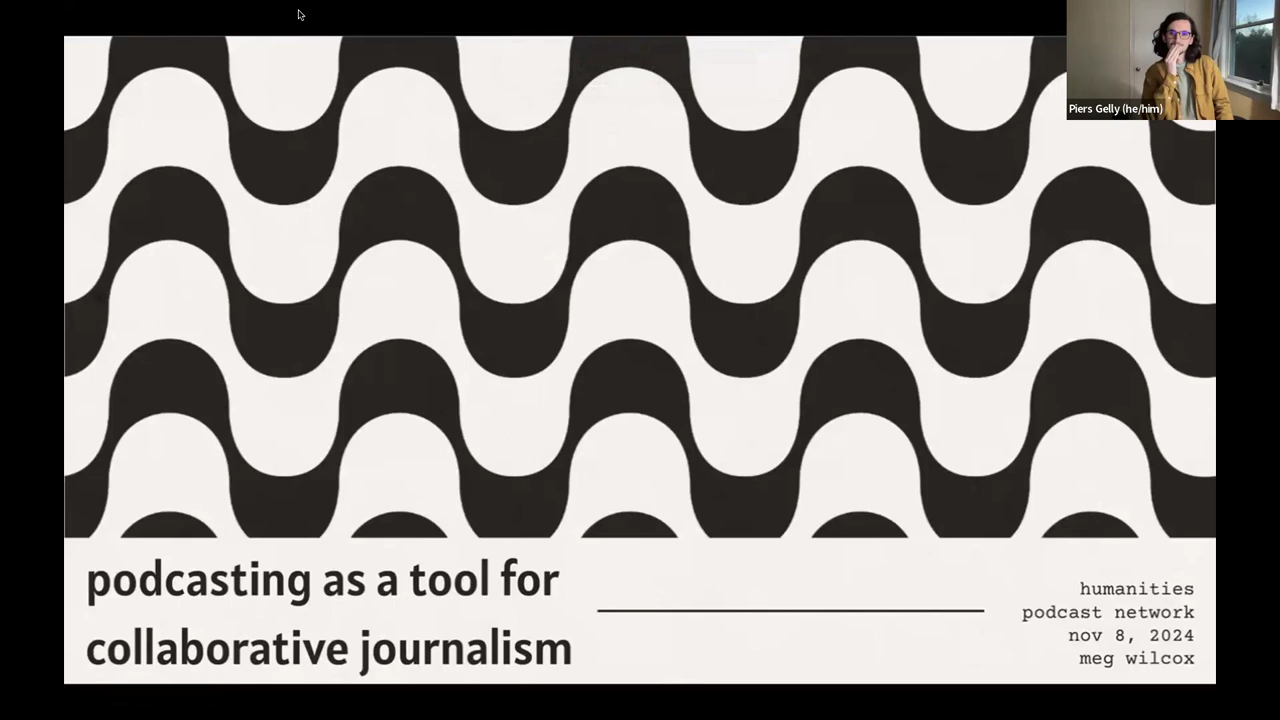 Piers Gelly (he/him)
podcasting as a tool for
collaborative journalism
humanities
podcast network
nov 8, 2024
meg wilcox